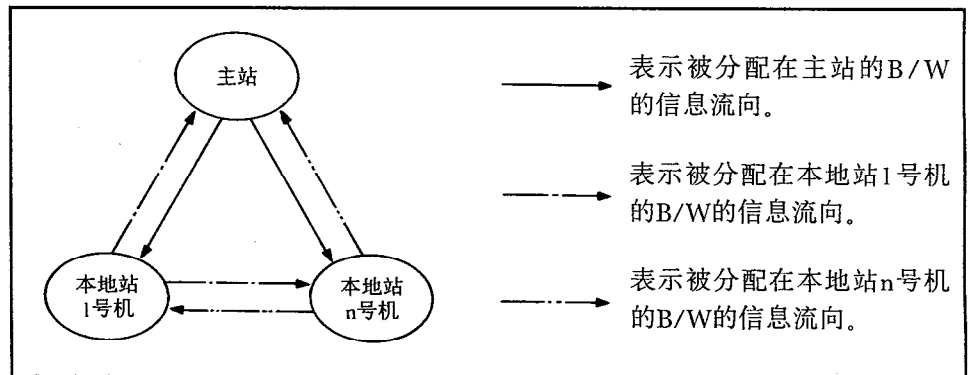 主站
本地站
1号机
本地站
n号机
表示被分配在主站的B/W
的信息流向。
表示被分配在本地站1号机
的B/W的信息流向。
表示被分配在本地站n号机
的B/W的信息流向。